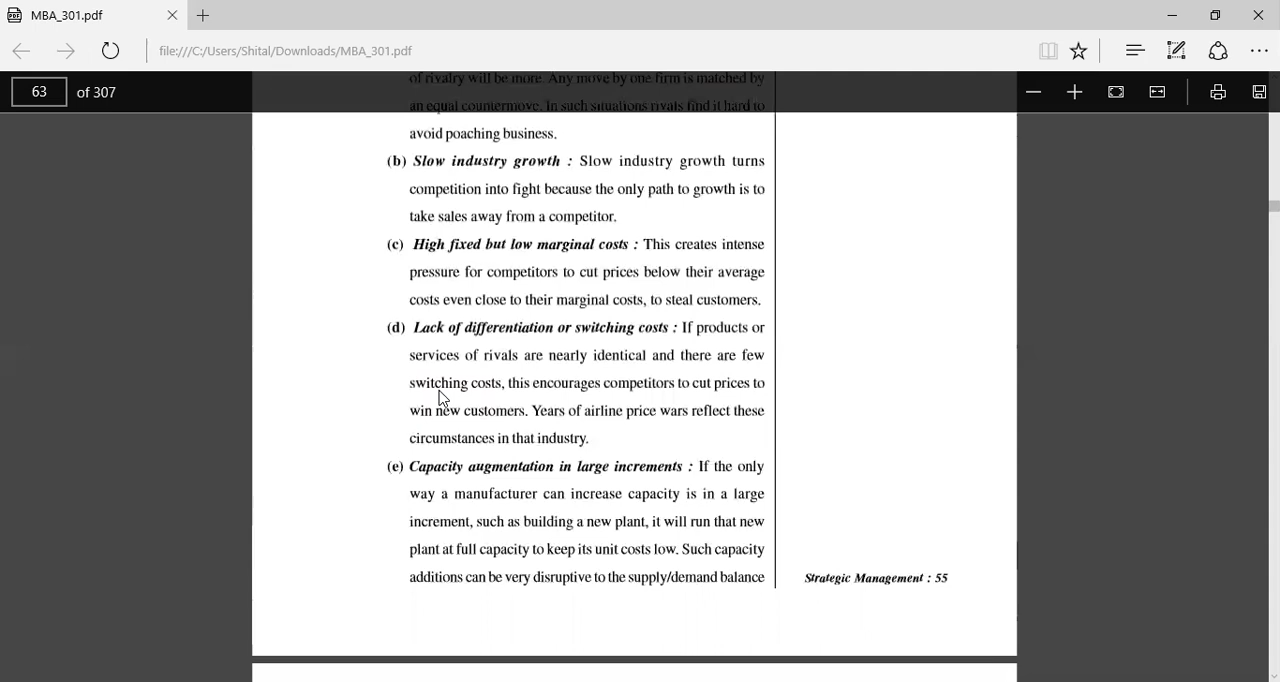 MBA_301.pdf
file:///C:/Users/Shital/Downloads/MBA_301.pdf
63 of 307
of rivalry will be more. Any move by one firm is matched by
an equal countermove. In such situations rivals find it hard to
avoid poaching business.
(b) Slow industry growth : Slow industry growth turns
competition into fight because the only path to growth is to
take sales away from a competitor.
(c) High fixed but low marginal costs : This creates intense
pressure for competitors to cut prices below their average
costs even close to their marginal costs, to steal customers.
(d) Lack of differentiation or switching costs : If products or
services of rivals are nearly identical and there are few
switching costs, this encourages competitors to cut prices to
win new customers. Years of airline price wars reflect these
circumstances in that industry.
(e) Capacity augmentation in large increments : If the only
way a manufacturer can increase capacity is in a large
increment, such as building a new plant, it will run that new
plant at full capacity to keep its unit costs low. Such capacity
additions can be very disruptive to the supply/demand balance
Strategic Management : 55